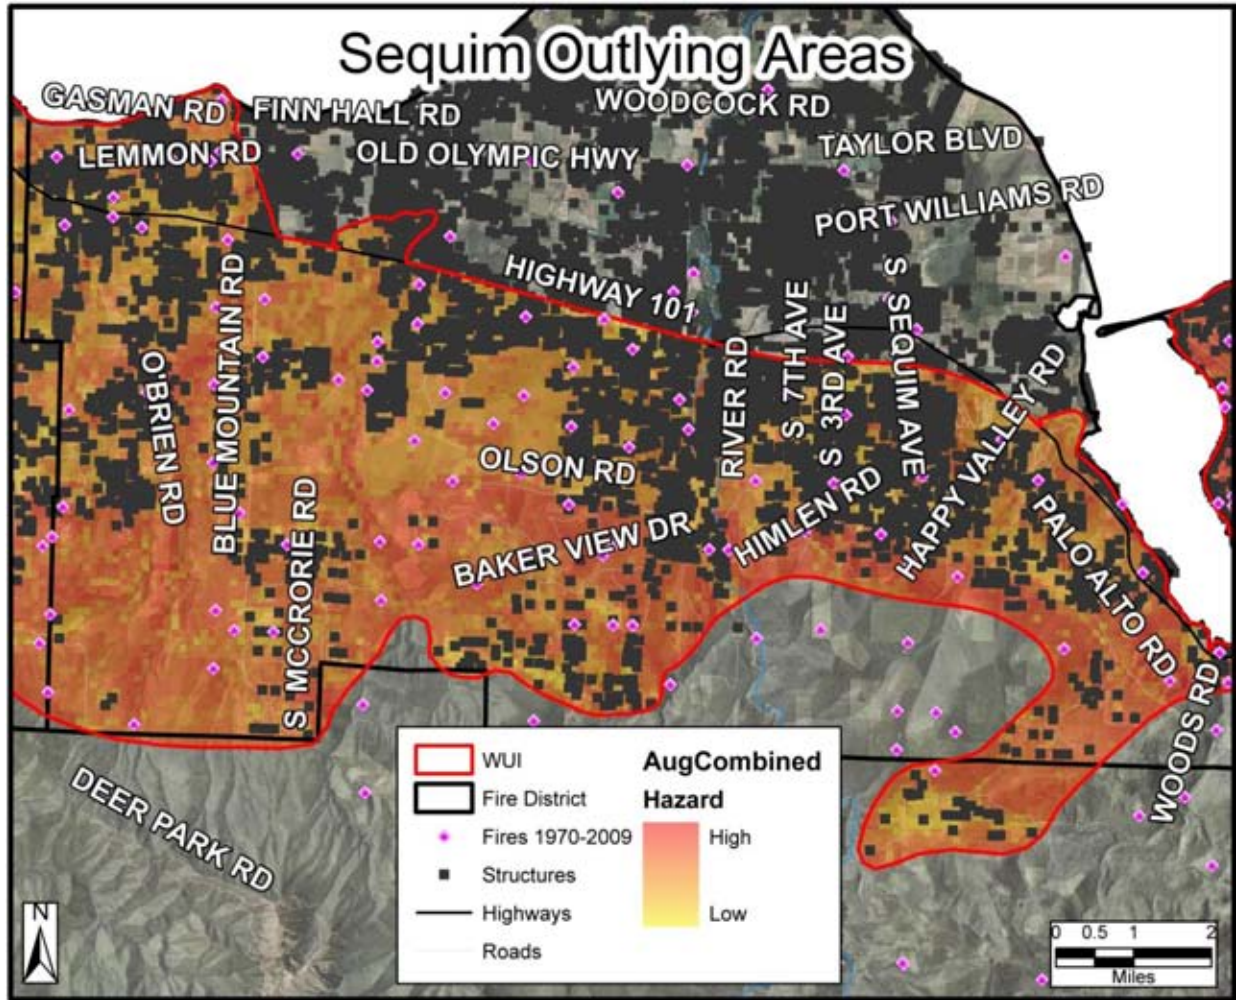 Sequim Outlying Areas
GASMAN RD
FINN HALL RD
WOODCOCK RD
LEMMON RD
OLD OLYMPIC HWY
TAYLOR BLVD
PORT WILLIAMS RD
HIGHWAY 101
S SEQUIM AVE
S 7TH AVE
S 3RD AVE
RIVER RD
HAPPY VALLEY RD
O'BRIEN RD
BLUE MOUNTAIN RD
OLSON RD
S MCCRORIE RD
BAKER VIEW DR
HIMLEN RD
PALO ALTO RD
WOODS RD
DEER PARK RD
WUI
Fire District
Fires 1970-2009
Structures
Highways
Roads
AugCombined
Hazard
High
Low
N
0 0.5 1 2
Miles